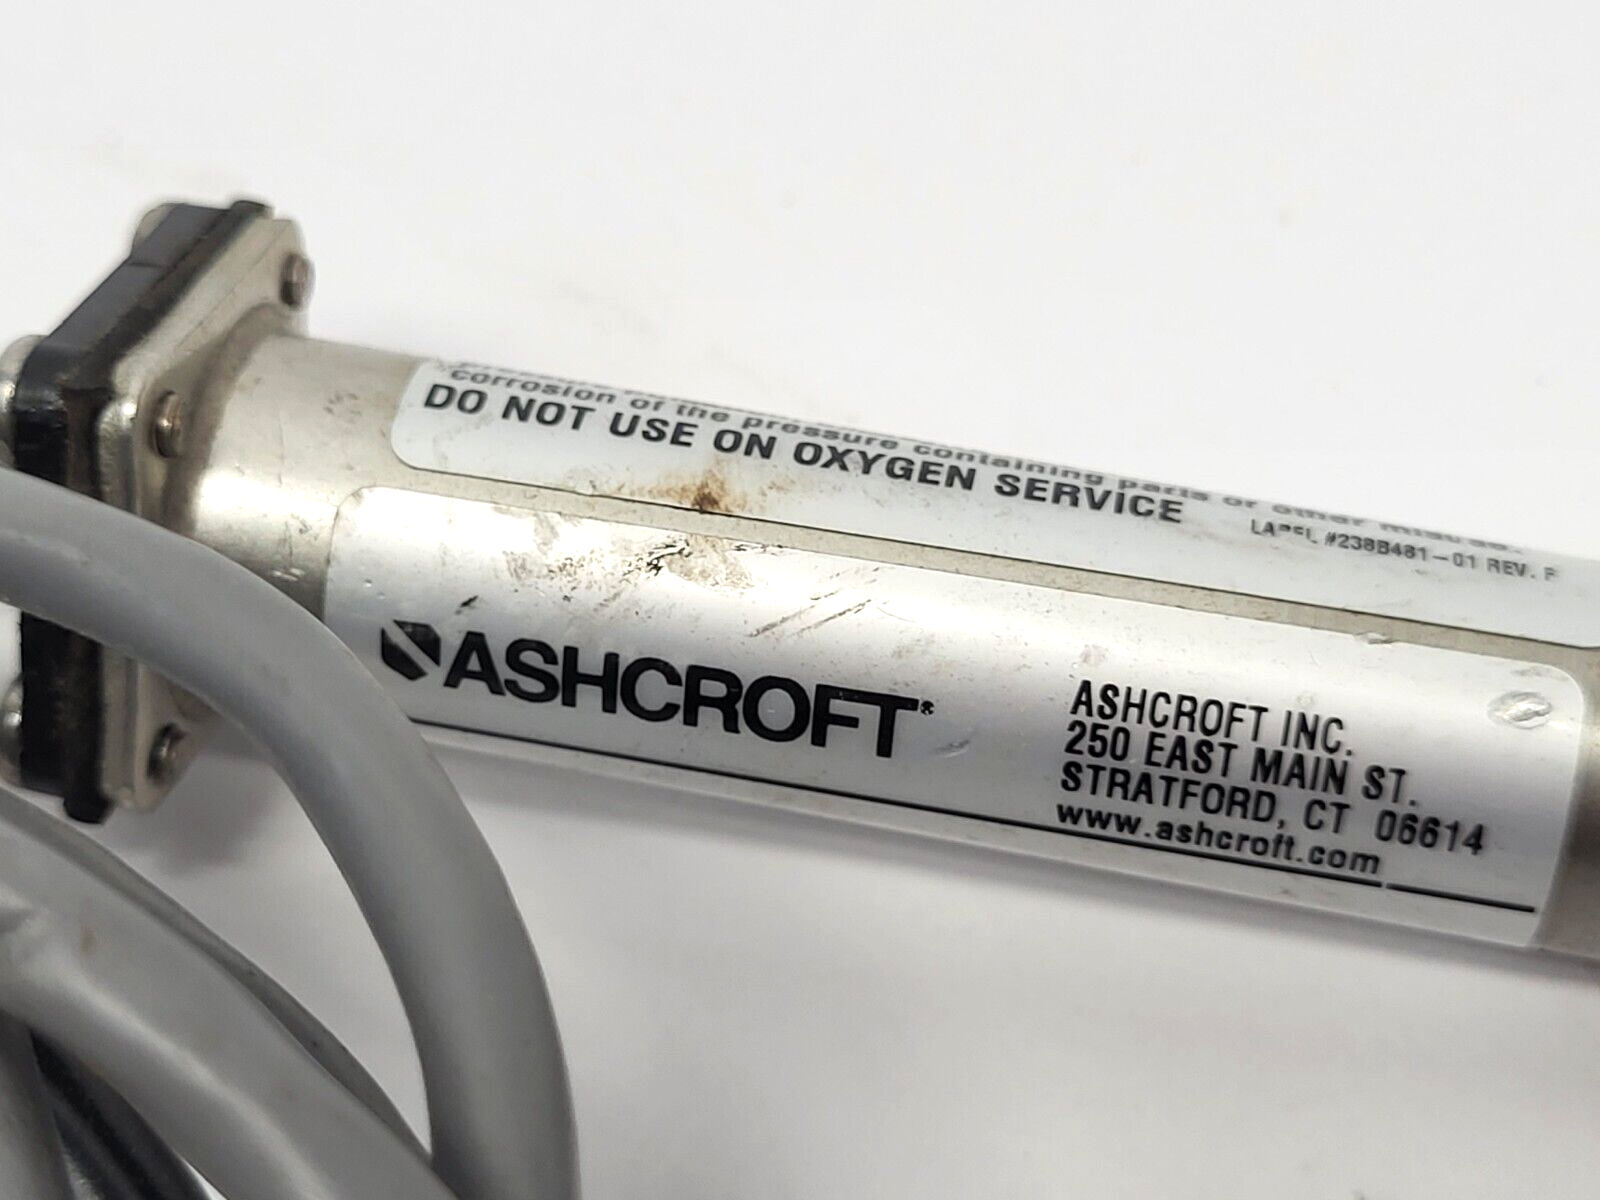 corrosion of the pressure containing parts or other misuse.
DO NOT USE ON OXYGEN SERVICE
LABEL #238B481-01 REV. F
ASHCROFT®
ASHCROFT INC.
250 EAST MAIN ST.
STRATFORD, CT 06614
www.ashcroft.com